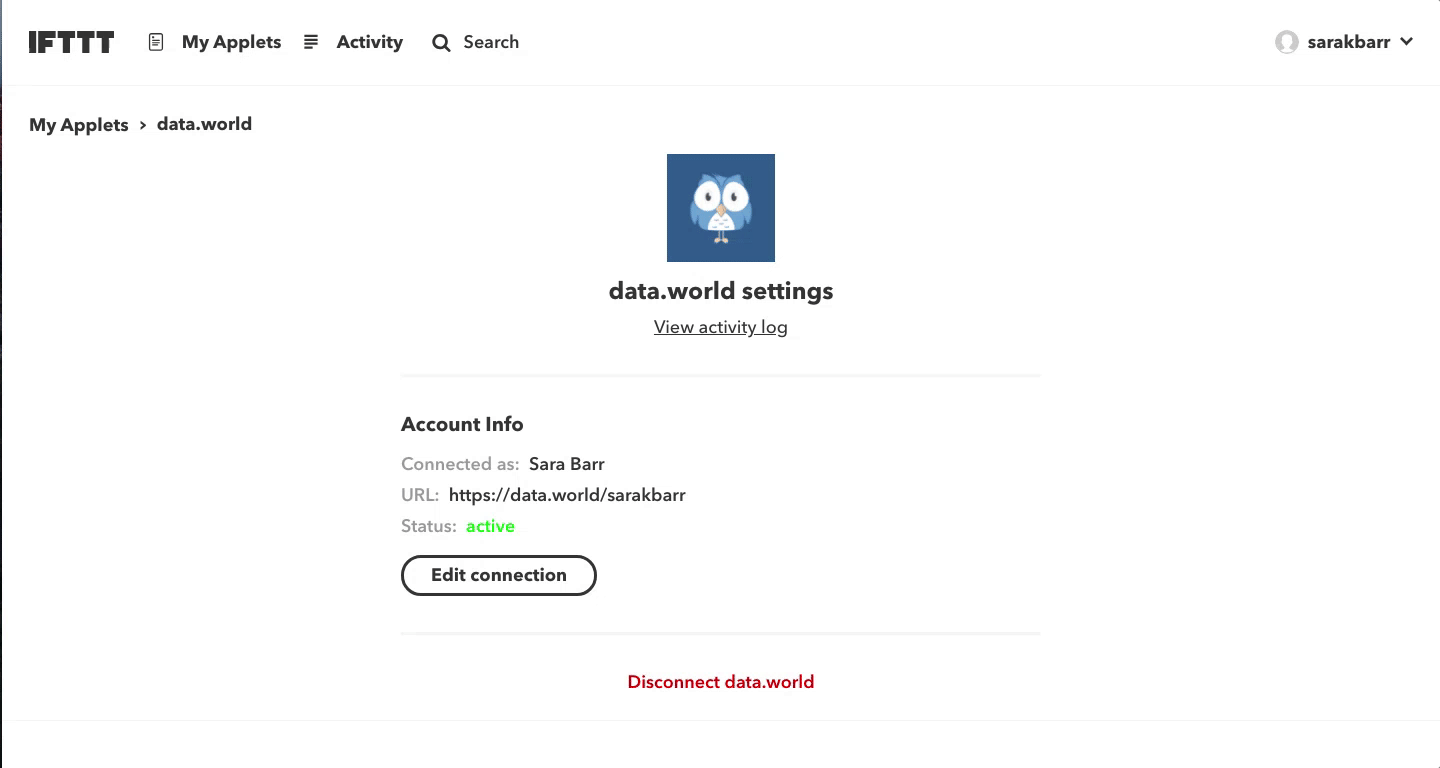 IFTTT My Applets Activity Search sarakbarr
My Applets › data.world
data.world settings
View activity log
Account Info
Connected as: Sara Barr
URL: https://data.world/sarakbarr
Status: active
Edit connection
Disconnect data.world